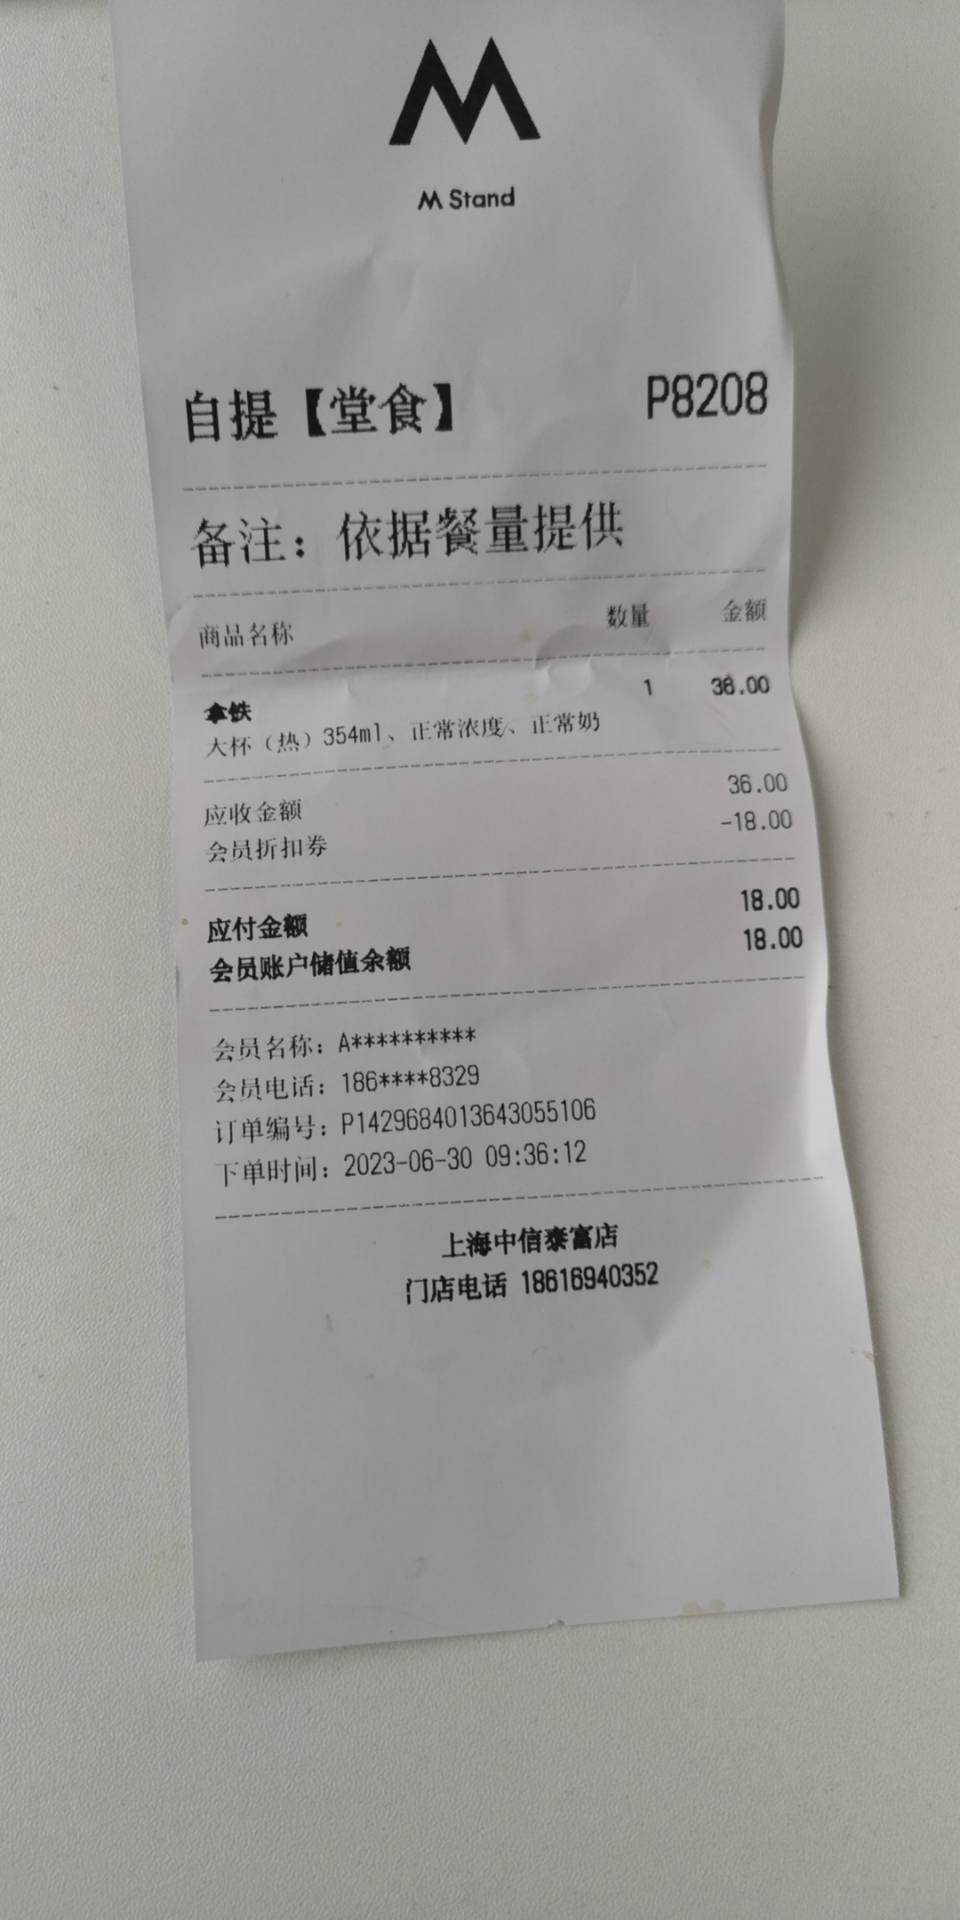 M Stand
自提【堂食】 P8208
备注：依据餐量提供
商品名称 数量 金额
拿铁 1 36.00
大杯（热）354ml、正常浓度、正常奶
应收金额 36.00
会员折扣券 -18.00
应付金额 18.00
会员账户储值余额 18.00
会员名称：A**********
会员电话：186****8329
订单编号：P1429684013643055106
下单时间：2023-06-30 09:36:12
上海中信泰富店
门店电话 18616940352